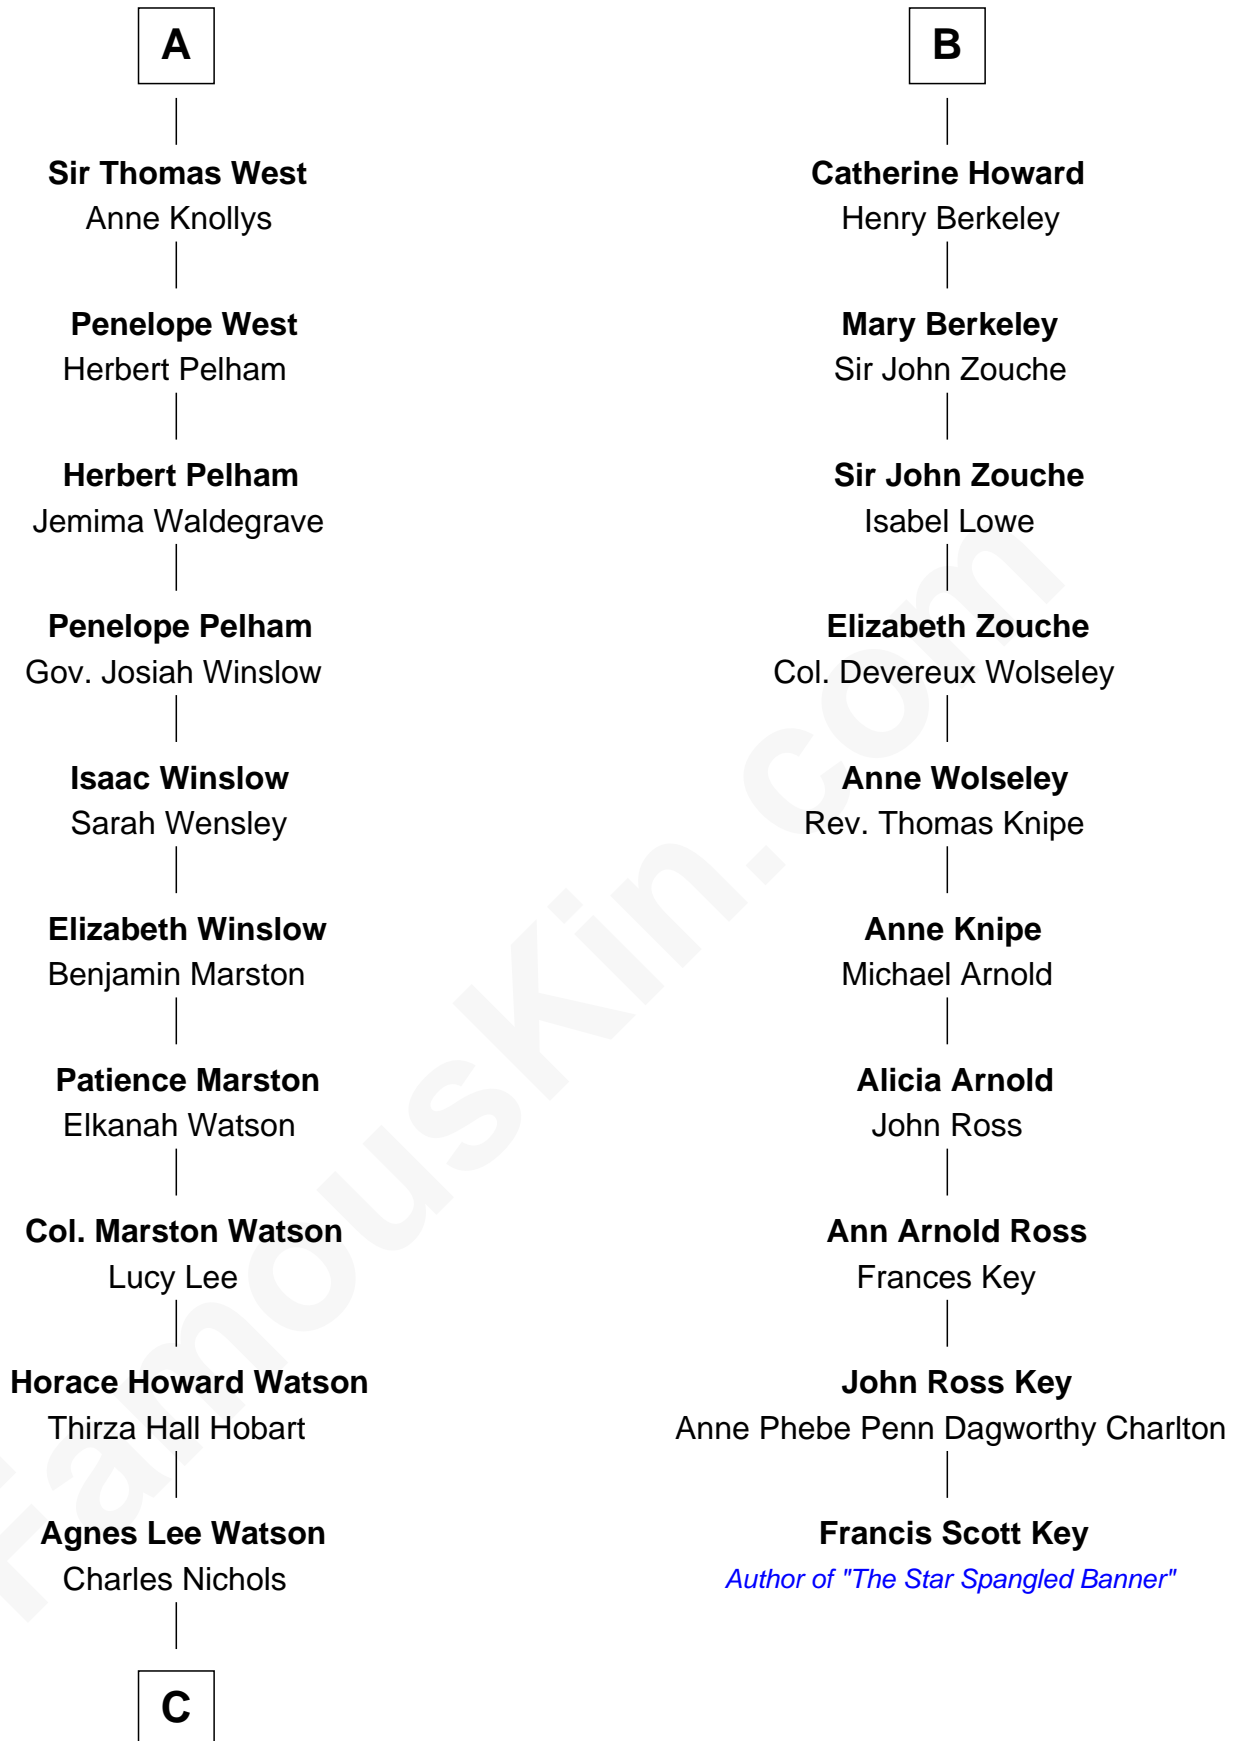 A
Sir Thomas West
Anne Knollys
Penelope West
Herbert Pelham
Herbert Pelham
Jemima Waldegrave
Penelope Pelham
Gov. Josiah Winslow
Isaac Winslow
Sarah Wensley
Elizabeth Winslow
Benjamin Marston
Patience Marston
Elkanah Watson
Col. Marston Watson
Lucy Lee
Horace Howard Watson
Thirza Hall Hobart
Agnes Lee Watson
Charles Nichols
C
B
Catherine Howard
Henry Berkeley
Mary Berkeley
Sir John Zouche
Sir John Zouche
Isabel Lowe
Elizabeth Zouche
Col. Devereux Wolseley
Anne Wolseley
Rev. Thomas Knipe
Anne Knipe
Michael Arnold
Alicia Arnold
John Ross
Ann Arnold Ross
Frances Key
John Ross Key
Anne Phebe Penn Dagworthy Charlton
Francis Scott Key
Author of "The Star Spangled Banner"
FamousKin.com